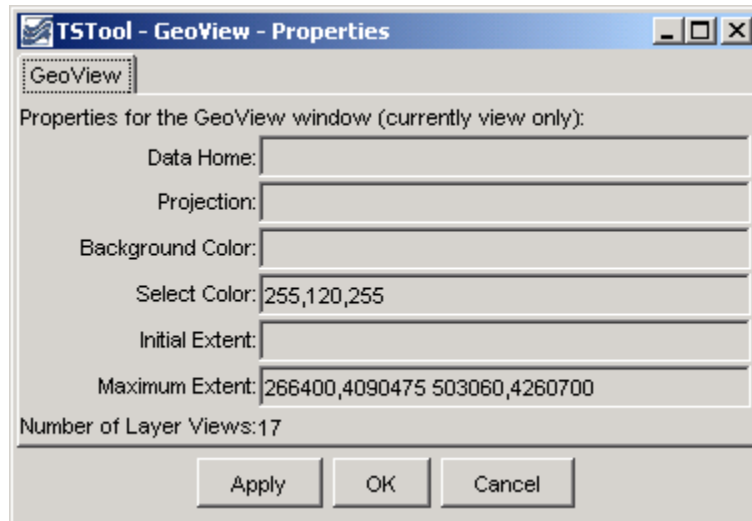 TSTool - GeoView - Properties
GeoView
Properties for the GeoView window (currently view only):
Data Home:
Projection:
Background Color:
Select Color: 255,120,255
Initial Extent:
Maximum Extent: 266400,4090475 503060,4260700
Number of Layer Views:17
Apply OK Cancel